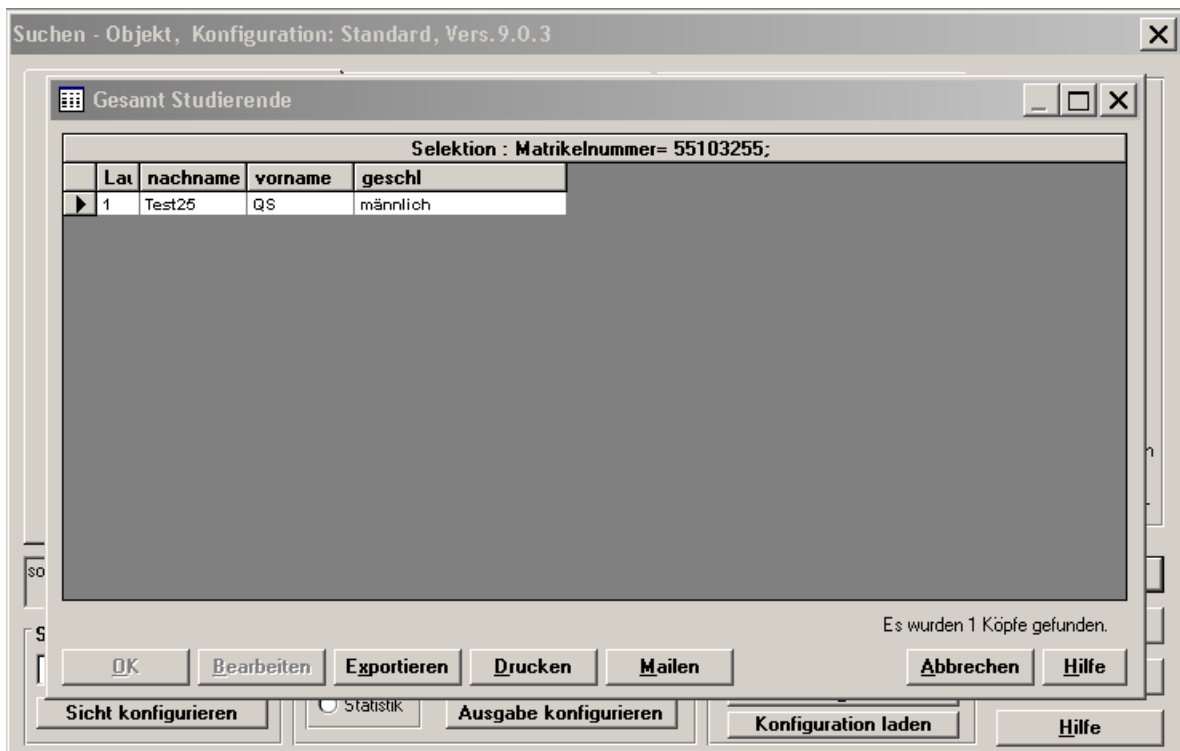 Suchen - Objekt, Konfiguration: Standard, Vers.9.0.3
Gesamt Studierende
Selektion : Matrikelnummer= 55103255;
Lau nachname vorname geschl
1 Test25 QS männlich
Es wurden 1 Köpfe gefunden.
OK Bearbeiten Exportieren Drucken Mailen Abbrechen Hilfe
Sicht konfigurieren Statistik Ausgabe konfigurieren Konfiguration laden Hilfe